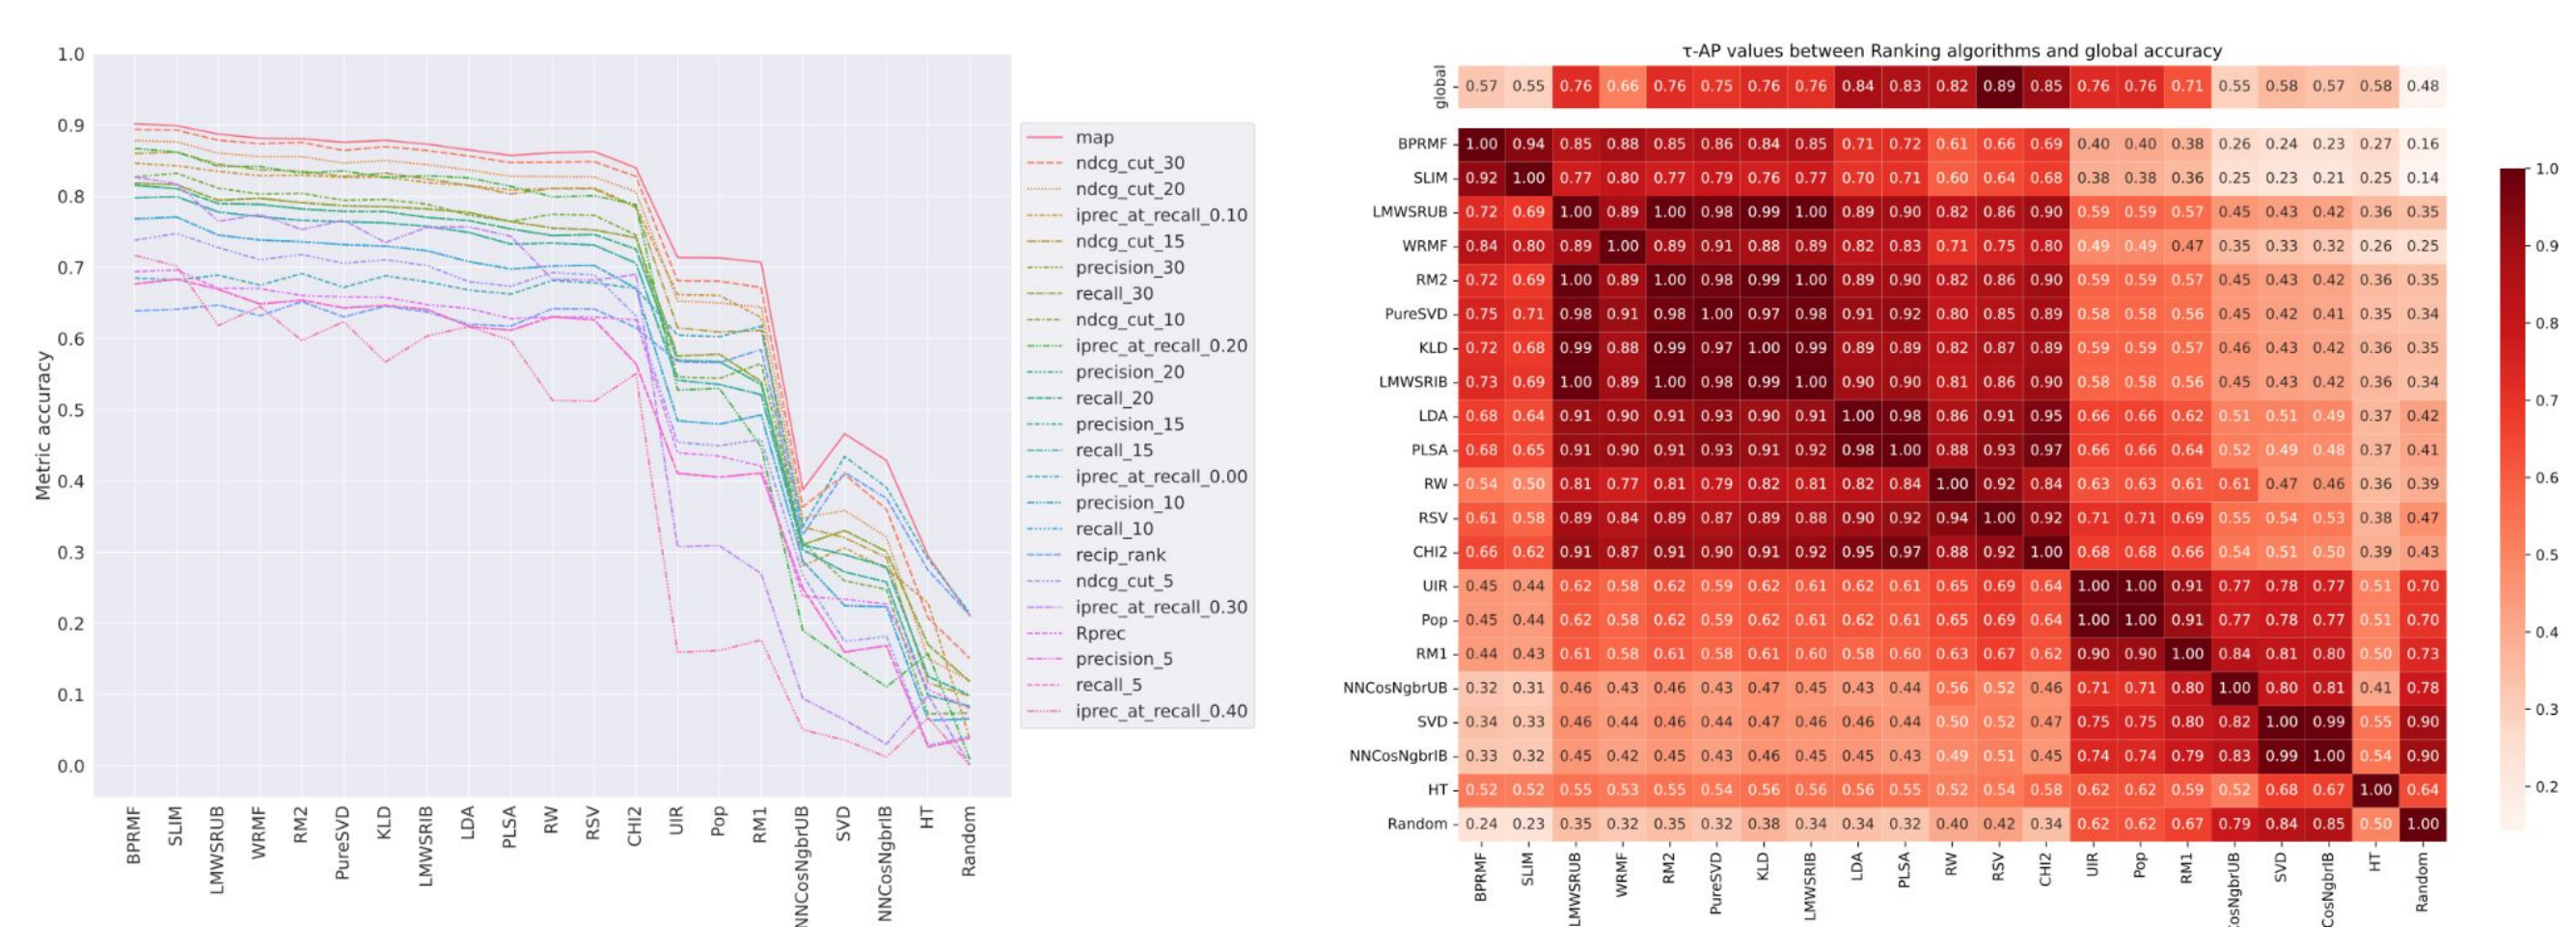 1.0
0.9
0.8
0.7
0.6
0.5
0.4
0.3
0.2
0.1
0.0
Metric accuracy
BPRMF
SLIM
LMWSRUB
WRMF
RM2
PureSVD
KLD
LMWSRIB
LDA
PLSA
RW
RSV
CHI2
UIR
Pop
RM1
NNCosNgbrUB
SVD
NNCosNgbrIB
HT
Random
map
ndcg_cut_30
ndcg_cut_20
iprec_at_recall_0.10
ndcg_cut_15
precision_30
recall_30
ndcg_cut_10
iprec_at_recall_0.20
precision_20
recall_20
precision_15
recall_15
iprec_at_recall_0.00
precision_10
recall_10
recip_rank
ndcg_cut_5
iprec_at_recall_0.30
Rprec
precision_5
recall_5
iprec_at_recall_0.40
τ-AP values between Ranking algorithms and global accuracy
global 0.57 0.55 0.76 0.66 0.76 0.75 0.76 0.76 0.84 0.83 0.82 0.89 0.85 0.76 0.76 0.71 0.55 0.58 0.57 0.58 0.48
BPRMF 1.00 0.94 0.85 0.88 0.85 0.86 0.84 0.85 0.71 0.72 0.61 0.66 0.69 0.40 0.40 0.38 0.26 0.24 0.23 0.27 0.16
SLIM 0.92 1.00 0.77 0.80 0.77 0.79 0.76 0.77 0.70 0.71 0.60 0.64 0.68 0.38 0.38 0.36 0.25 0.23 0.21 0.25 0.14
LMWSRUB 0.72 0.69 1.00 0.89 1.00 0.98 0.99 1.00 0.89 0.90 0.82 0.86 0.90 0.59 0.59 0.57 0.45 0.43 0.42 0.36 0.35
WRMF 0.84 0.80 0.89 1.00 0.89 0.91 0.88 0.89 0.82 0.83 0.71 0.75 0.80 0.49 0.49 0.47 0.35 0.33 0.32 0.26 0.25
RM2 0.72 0.69 1.00 0.89 1.00 0.98 0.99 1.00 0.89 0.90 0.82 0.86 0.90 0.59 0.59 0.57 0.45 0.43 0.42 0.36 0.35
PureSVD 0.75 0.71 0.98 0.91 0.98 1.00 0.97 0.98 0.91 0.92 0.80 0.85 0.89 0.58 0.58 0.56 0.45 0.42 0.41 0.35 0.34
KLD 0.72 0.68 0.99 0.88 0.99 0.97 1.00 0.99 0.89 0.89 0.82 0.87 0.89 0.59 0.59 0.57 0.46 0.43 0.42 0.36 0.35
LMWSRIB 0.73 0.69 1.00 0.89 1.00 0.98 0.99 1.00 0.90 0.90 0.81 0.86 0.90 0.58 0.58 0.56 0.45 0.43 0.42 0.36 0.34
LDA 0.68 0.64 0.91 0.90 0.91 0.93 0.90 0.91 1.00 0.98 0.86 0.91 0.95 0.66 0.66 0.62 0.51 0.51 0.49 0.37 0.42
PLSA 0.68 0.65 0.91 0.90 0.91 0.92 0.91 0.92 0.98 1.00 0.88 0.93 0.97 0.66 0.66 0.64 0.52 0.49 0.48 0.37 0.41
RW 0.54 0.50 0.81 0.77 0.81 0.79 0.82 0.81 0.82 0.84 1.00 0.92 0.84 0.63 0.63 0.61 0.61 0.47 0.46 0.36 0.39
RSV 0.61 0.58 0.89 0.84 0.89 0.87 0.89 0.88 0.90 0.92 0.94 1.00 0.92 0.71 0.71 0.69 0.55 0.54 0.53 0.38 0.47
CHI2 0.66 0.62 0.91 0.87 0.91 0.90 0.91 0.92 0.95 0.97 0.88 0.92 1.00 0.68 0.68 0.66 0.54 0.51 0.50 0.39 0.43
UIR 0.45 0.44 0.62 0.58 0.62 0.59 0.62 0.61 0.62 0.61 0.65 0.69 0.64 1.00 1.00 0.91 0.77 0.78 0.77 0.51 0.70
Pop 0.45 0.44 0.62 0.58 0.62 0.59 0.62 0.61 0.62 0.61 0.65 0.69 0.64 1.00 1.00 0.91 0.77 0.78 0.77 0.51 0.70
RM1 0.44 0.43 0.61 0.58 0.61 0.58 0.61 0.60 0.58 0.60 0.63 0.67 0.62 0.90 0.90 1.00 0.84 0.81 0.80 0.50 0.73
NNCosNgbrUB 0.32 0.31 0.46 0.43 0.46 0.43 0.47 0.45 0.43 0.44 0.56 0.52 0.46 0.71 0.71 0.80 1.00 0.80 0.81 0.41 0.78
SVD 0.34 0.33 0.46 0.44 0.46 0.44 0.47 0.46 0.46 0.44 0.50 0.52 0.47 0.75 0.75 0.80 0.82 1.00 0.99 0.55 0.90
NNCosNgbrIB 0.33 0.32 0.45 0.42 0.45 0.43 0.46 0.45 0.45 0.43 0.49 0.51 0.45 0.74 0.74 0.79 0.83 0.99 1.00 0.54 0.90
HT 0.52 0.52 0.55 0.53 0.55 0.54 0.56 0.56 0.56 0.55 0.52 0.54 0.58 0.62 0.62 0.59 0.52 0.68 0.67 1.00 0.64
Random 0.24 0.23 0.35 0.32 0.35 0.32 0.38 0.34 0.34 0.32 0.40 0.42 0.34 0.62 0.62 0.67 0.79 0.84 0.85 0.50 1.00
BPRMF
SLIM
LMWSRUB
WRMF
RM2
PureSVD
KLD
LMWSRIB
LDA
PLSA
RW
RSV
CHI2
UIR
Pop
RM1
CosNgbrUB
SVD
CosNgbrIB
HT
Random
1.0
0.9
0.8
0.7
0.6
0.5
0.4
0.3
0.2